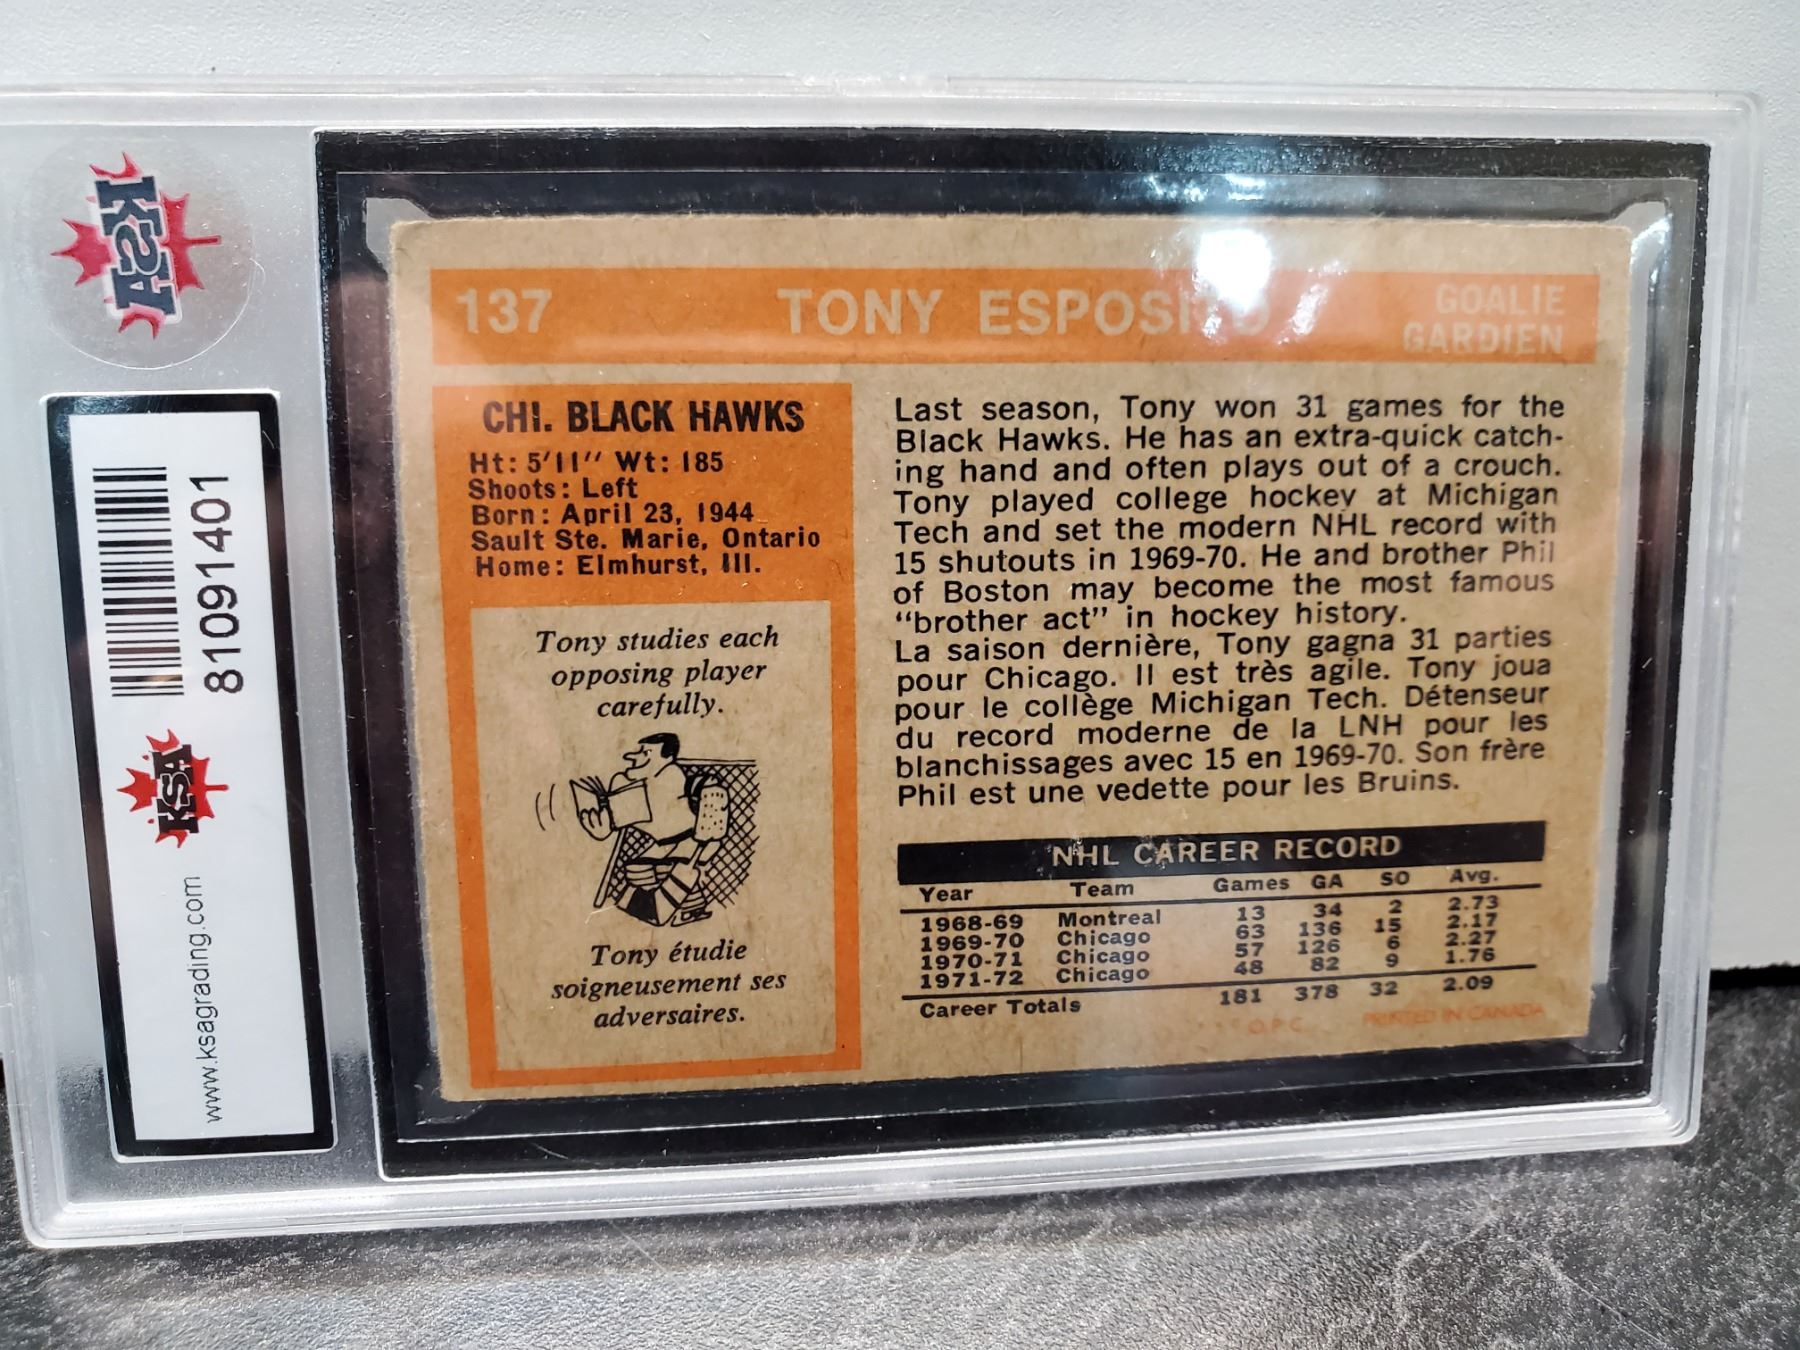 KSA
81091401
KSA
www.ksagrading.com
137 TONY ESPOSITO GOALIE
GARDIEN
CHI. BLACK HAWKS
Ht: 5'11" Wt: 185
Shoots: Left
Born: April 23, 1944
Sault Ste. Marie, Ontario
Home: Elmhurst, Ill.
Tony studies each
opposing player
carefully.
Tony étudie
soigneusement ses
adversaires.
Last season, Tony won 31 games for the
Black Hawks. He has an extra-quick catch-
ing hand and often plays out of a crouch.
Tony played college hockey at Michigan
Tech and set the modern NHL record with
15 shutouts in 1969-70. He and brother Phil
of Boston may become the most famous
"brother act" in hockey history.
La saison dernière, Tony gagna 31 parties
pour Chicago. Il est très agile. Tony joua
pour le collège Michigan Tech. Détenseur
du record moderne de la LNH pour les
blanchissages avec 15 en 1969-70. Son frère
Phil est une vedette pour les Bruins.
NHL CAREER RECORD
Year Team Games GA SO Avg.
1968-69 Montreal 13 34 2 2.73
1969-70 Chicago 63 136 15 2.17
1970-71 Chicago 57 126 6 2.27
1971-72 Chicago 48 82 9 1.76
Career Totals 181 378 32 2.09
O.P.C. PRINTED IN CANADA